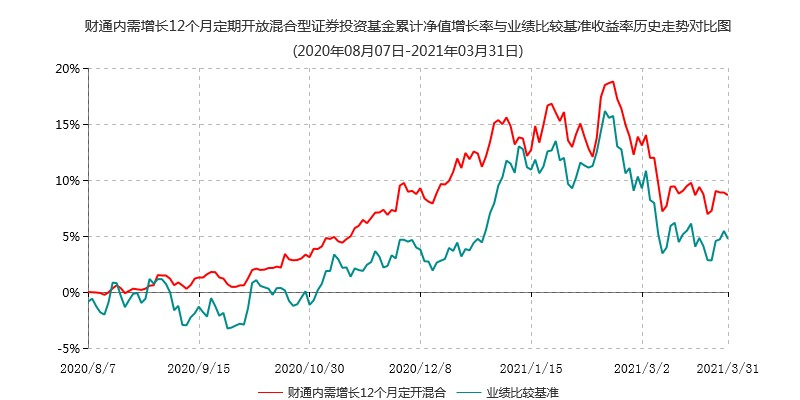 财通内需增长12个月定期开放混合型证券投资基金累计净值增长率与业绩比较基准收益率历史走势对比图
(2020年08月07日-2021年03月31日)
20%
15%
10%
5%
0%
-5%
2020/8/7 2020/9/15 2020/10/30 2020/12/8 2021/1/15 2021/3/2 2021/3/31
财通内需增长12个月定开混合 业绩比较基准